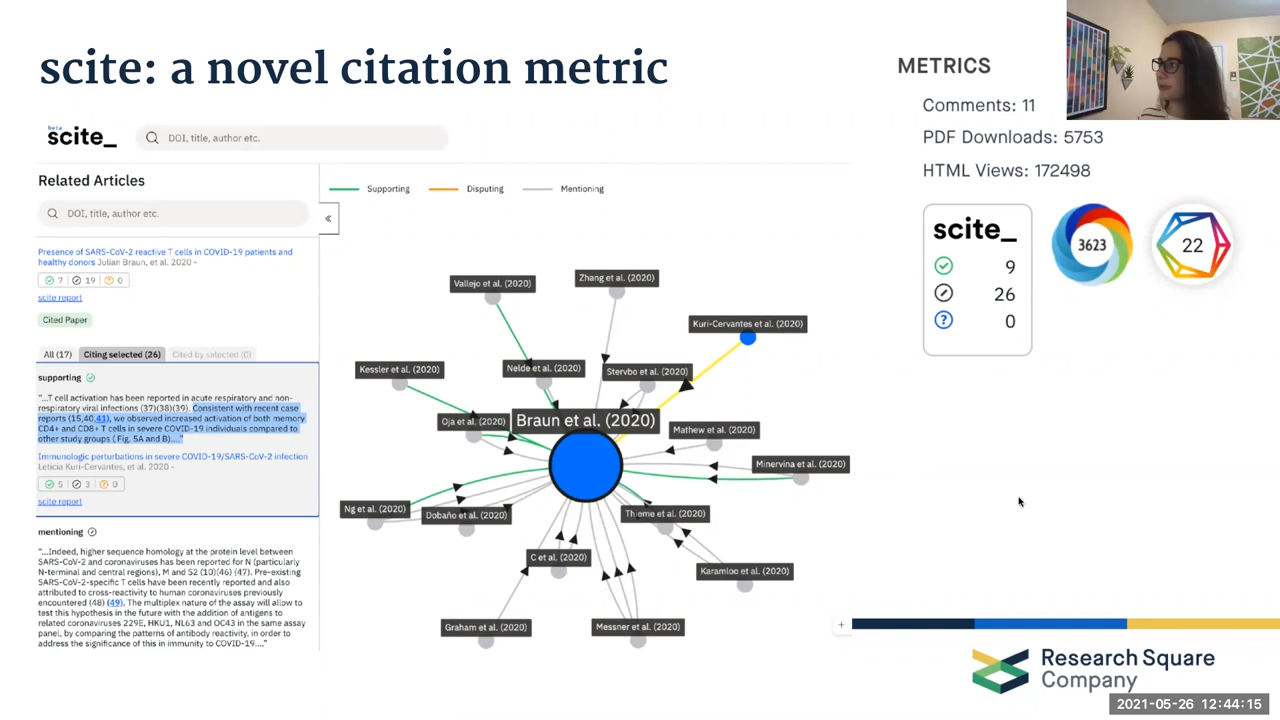 scite: a novel citation metric
beta
scite_
DOI, title, author etc.
Related Articles
DOI, title, author etc.
Presence of SARS-CoV-2 reactive T cells in COVID-19 patients and
healthy donors Julian Braun, et al. 2020 -
7 19 0
scite report
Cited Paper
All (17) Citing selected (26) Cited by selected (0)
supporting
"...T cell activation has been reported in acute respiratory and non-
respiratory viral infections (37)(38)(39). Consistent with recent case
reports (15,40,41), we observed increased activation of both memory
CD4+ and CD8+ T cells in severe COVID-19 individuals compared to
other study groups ( Fig. 5A and B)...."
Immunologic perturbations in severe COVID-19/SARS-CoV-2 infection
Leticia Kuri-Cervantes, et al. 2020 -
5 3 0
scite report
mentioning
"...Indeed, higher sequence homology at the protein level between
SARS-CoV-2 and coronaviruses has been reported for N (particularly
N-terminal and central regions), M and S2 (10)(46) (47). Pre-existing
SARS-CoV-2-specific T cells have been recently reported and also
attributed to cross-reactivity to human coronaviruses previously
encountered (48) (49). The multiplex nature of the assay will allow to
test this hypothesis in the future with the addition of antigens to
related coronaviruses 229E, HKU1, NL63 and OC43 in the same assay
panel, by comparing the patterns of antibody reactivity, in order to
address the significance of this in immunity to COVID-19...."
Supporting Disputing Mentioning
«
Vallejo et al. (2020)
Zhang et al. (2020)
Kuri-Cervantes et al. (2020)
Kessler et al. (2020)
Nelde et al. (2020)
Stervbo et al. (2020)
Oja et al. (2020)
Braun et al. (2020)
Mathew et al. (2020)
Minervina et al. (2020)
Ng et al. (2020)
Dobaño et al. (2020)
Thieme et al. (2020)
C et al. (2020)
Karamloo et al. (2020)
Graham et al. (2020)
Messner et al. (2020)
+
METRICS
Comments: 11
PDF Downloads: 5753
HTML Views: 172498
scite_
9
26
? 0
3623
22
Research Square
Company
2021-05-26 12:44:15